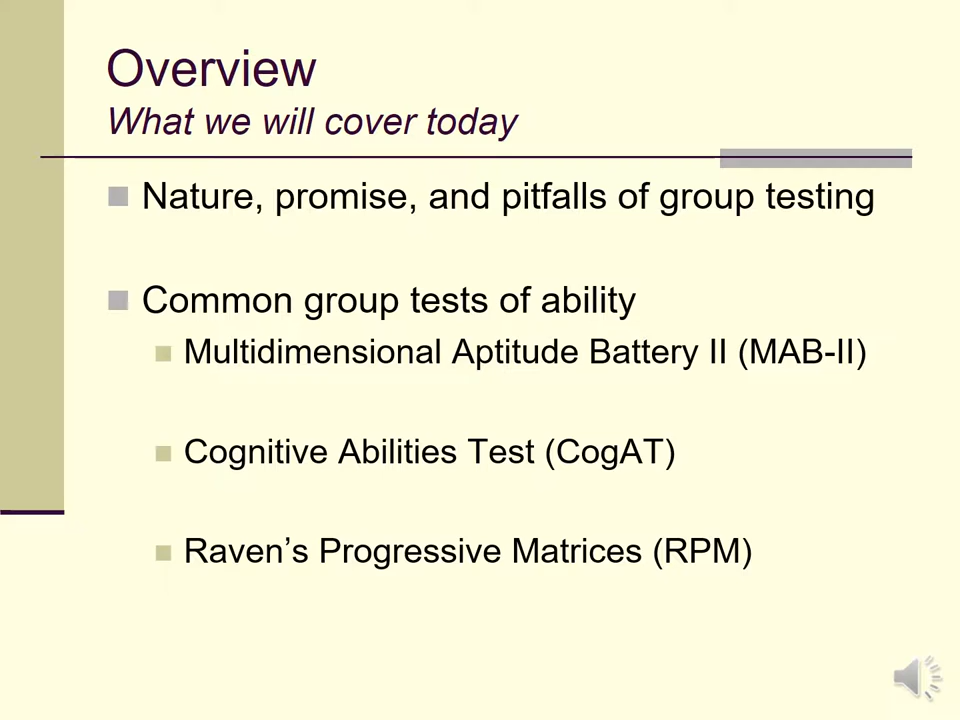 Overview
What we will cover today
Nature, promise, and pitfalls of group testing
Common group tests of ability
Multidimensional Aptitude Battery II (MAB-II)
Cognitive Abilities Test (CogAT)
Raven’s Progressive Matrices (RPM)